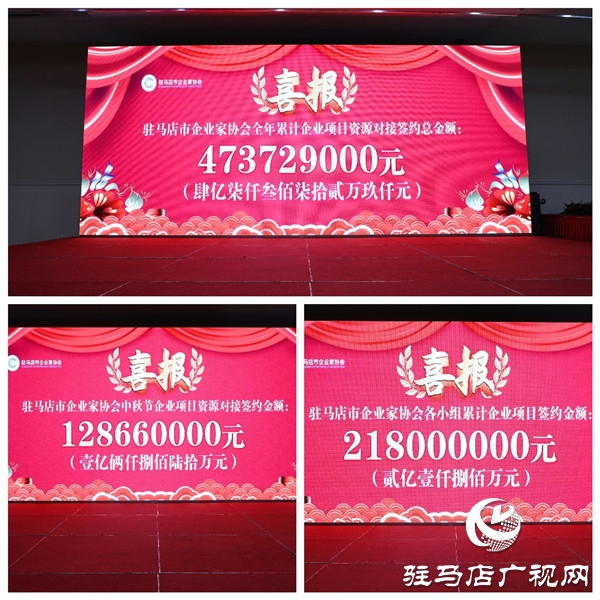 驻马店市企业家协会
喜报
驻马店市企业家协会全年累计企业项目资源对接签约总金额:
473729000元
(肆亿柒仟叁佰柒拾贰万玖仟元)
驻马店市企业家协会
喜报
驻马店市企业家协会中秋节企业项目资源对接签约金额:
128660000元
(壹亿俩仟捌佰陆拾万元)
驻马店市企业家协会
喜报
驻马店市企业家协会各小组累计企业项目签约金额:
218000000元
(贰亿壹仟捌佰万元)
驻马店广视网